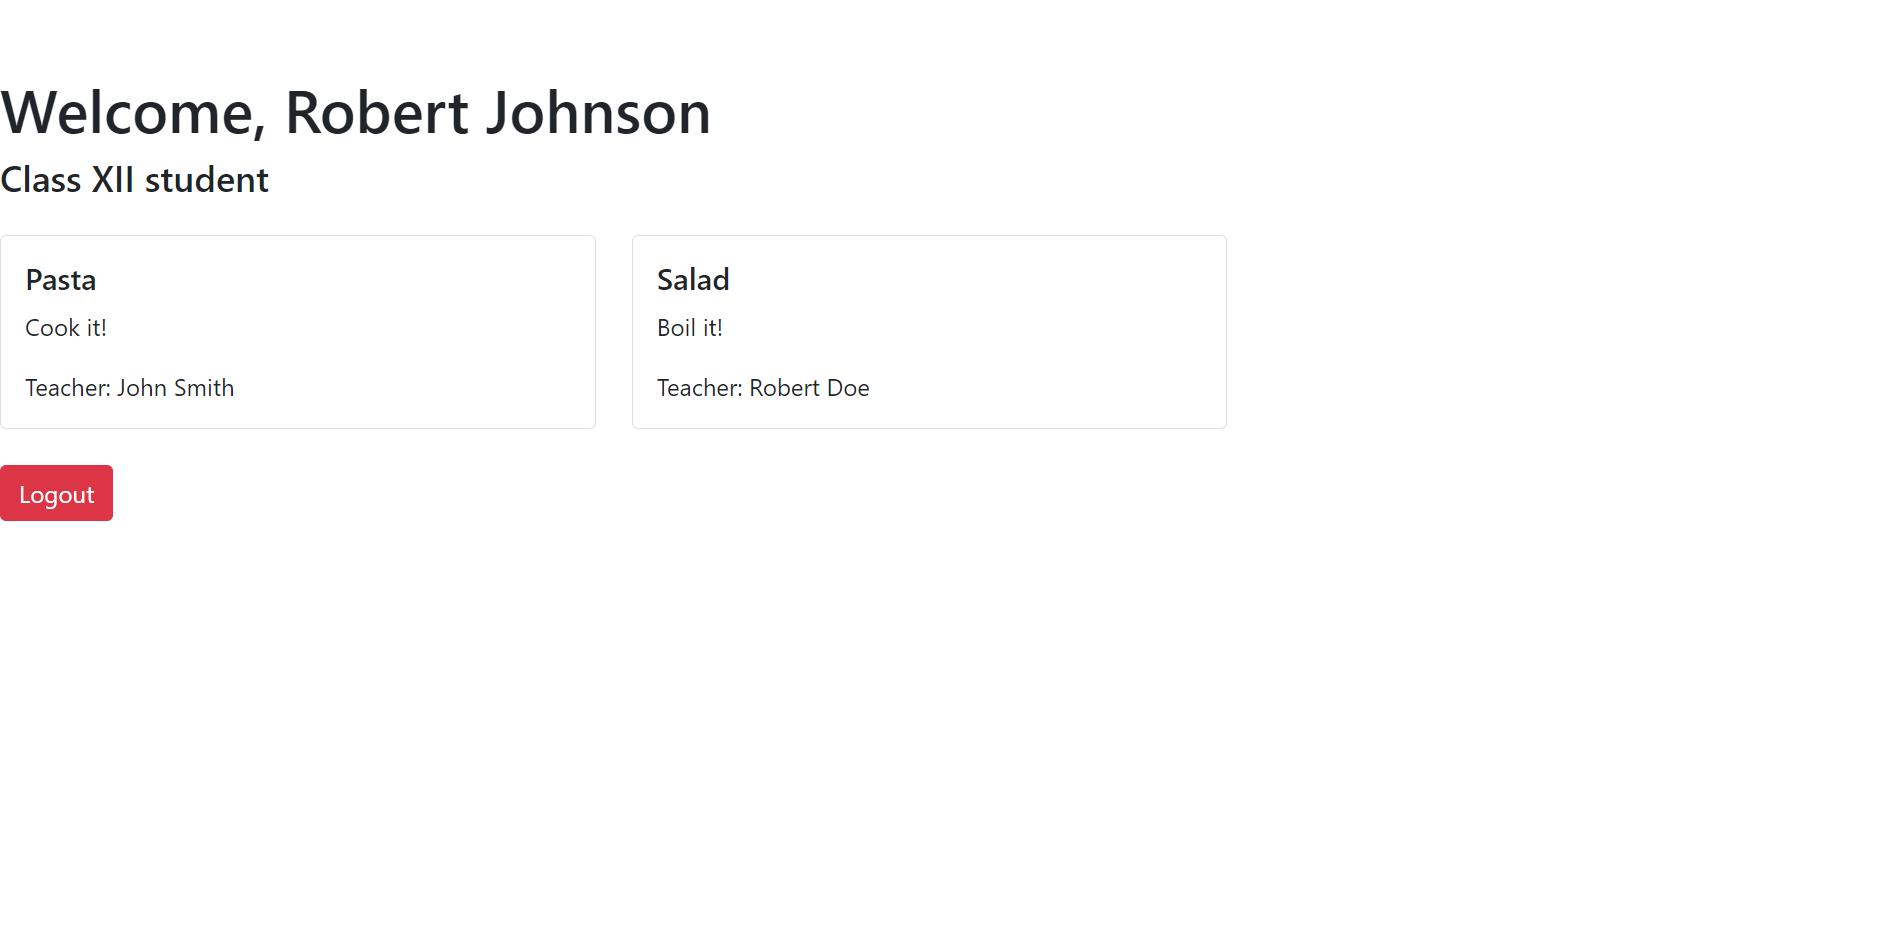 Welcome, Robert Johnson
Class XII student
Pasta
Cook it!
Teacher: John Smith
Salad
Boil it!
Teacher: Robert Doe
Logout